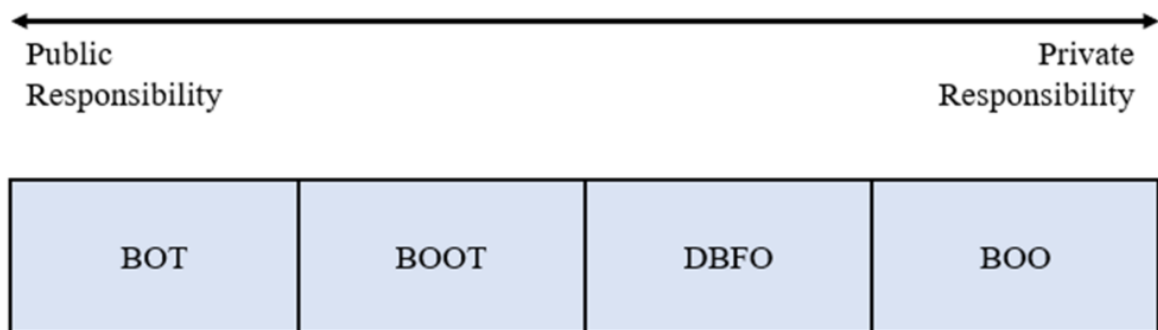 Public
Responsibility
Private
Responsibility
BOT
BOOT
DBFO
BOO